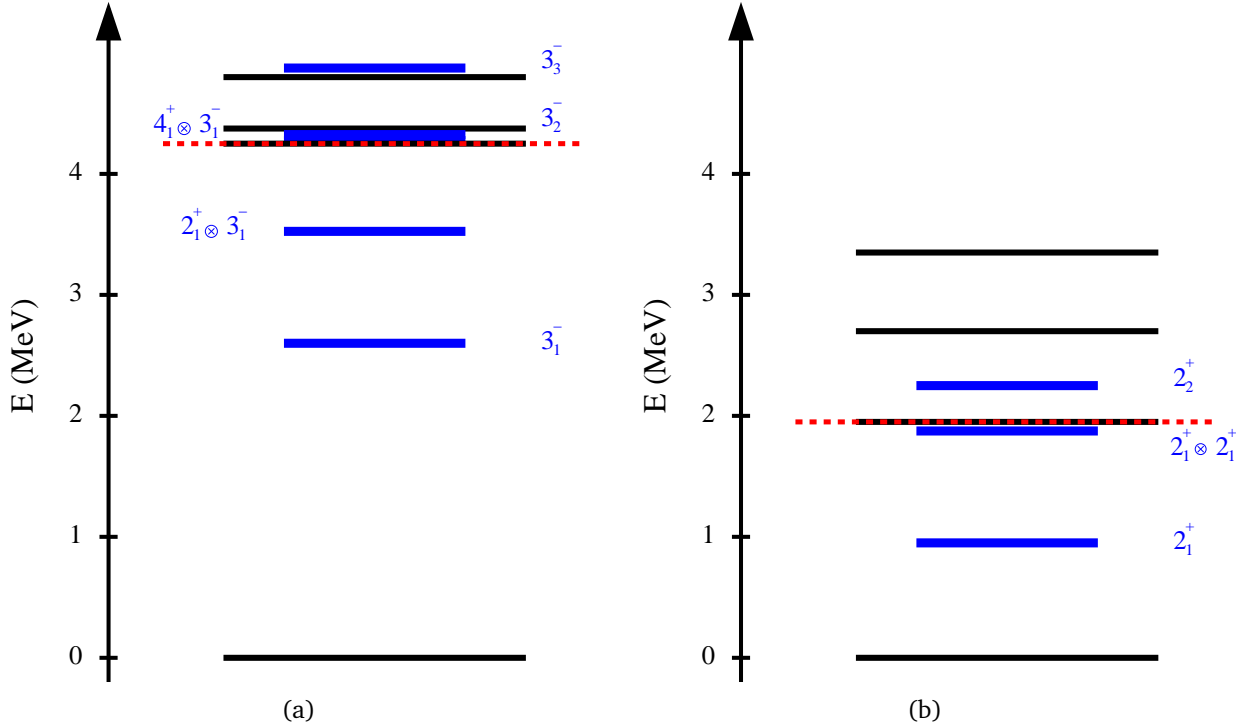 3₃⁻
4₁⁺ ⊗ 3₁⁻
3₂⁻
4
2₁⁺ ⊗ 3₁⁻
3
3₁⁻
2
1
0
E (MeV)
(a)
4
3
2₂⁺
2
2₁⁺ ⊗ 2₁⁺
1
2₁⁺
0
E (MeV)
(b)